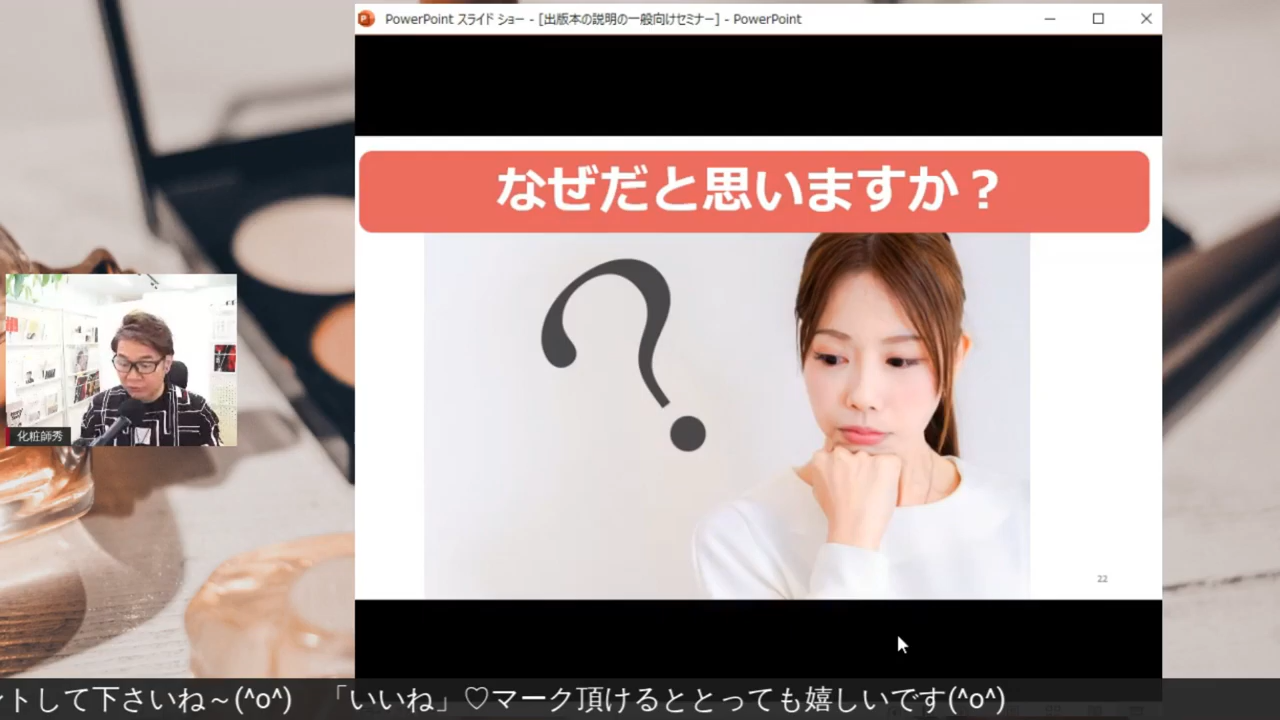 PowerPoint スライド ショー - [出版本の説明の一般向けセミナー] - PowerPoint
なぜだと思いますか？
化粧師秀
22
ントして下さいね～(^o^) 「いいね」♡マーク頂けるととっても嬉しいです(^o^)